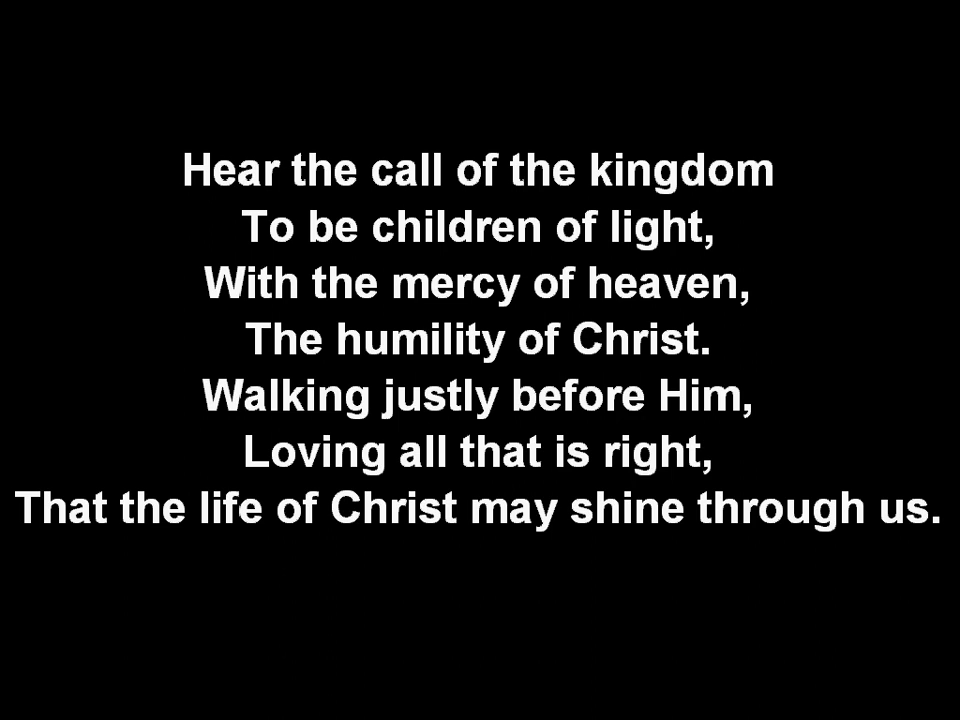 Hear the call of the kingdom
To be children of light,
With the mercy of heaven,
The humility of Christ.
Walking justly before Him,
Loving all that is right,
That the life of Christ may shine through us.